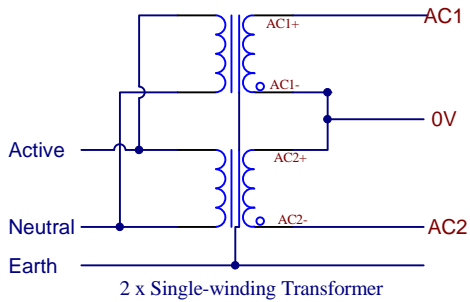 AC1+
AC1
AC1-
0V
Active
AC2+
Neutral
AC2-
AC2
Earth
2 x Single-winding Transformer